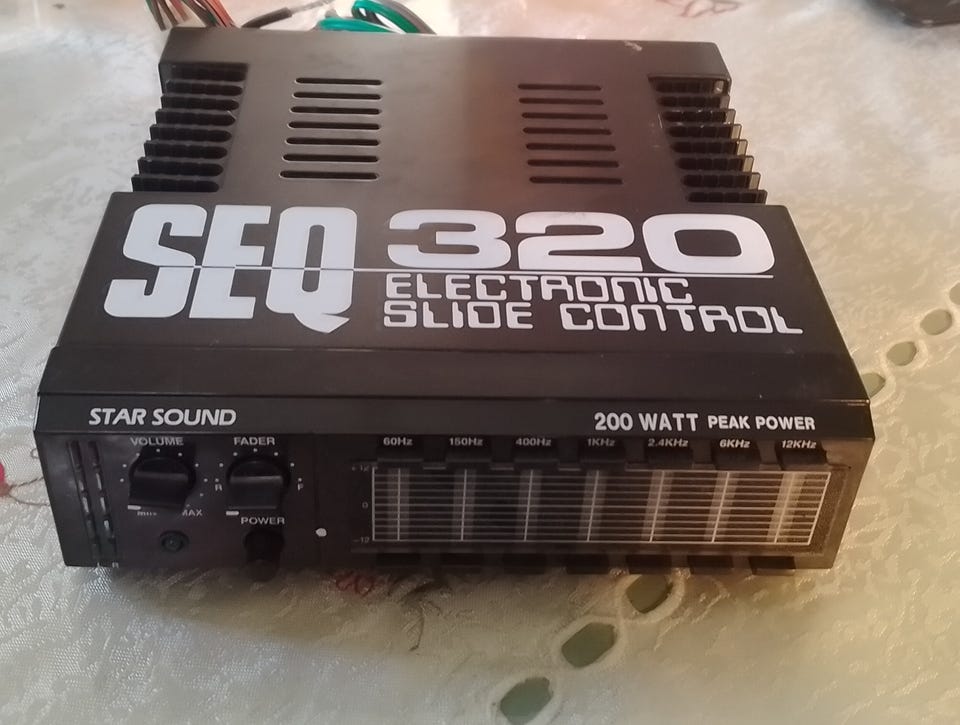 SEQ 320
ELECTRONIC
SLIDE CONTROL
STAR SOUND
200 WATT PEAK POWER
VOLUME FADER
60Hz 150Hz 400Hz 1KHz 2.4KHz 6KHz 12KHz
+12
R F
0
MAX
POWER
-12